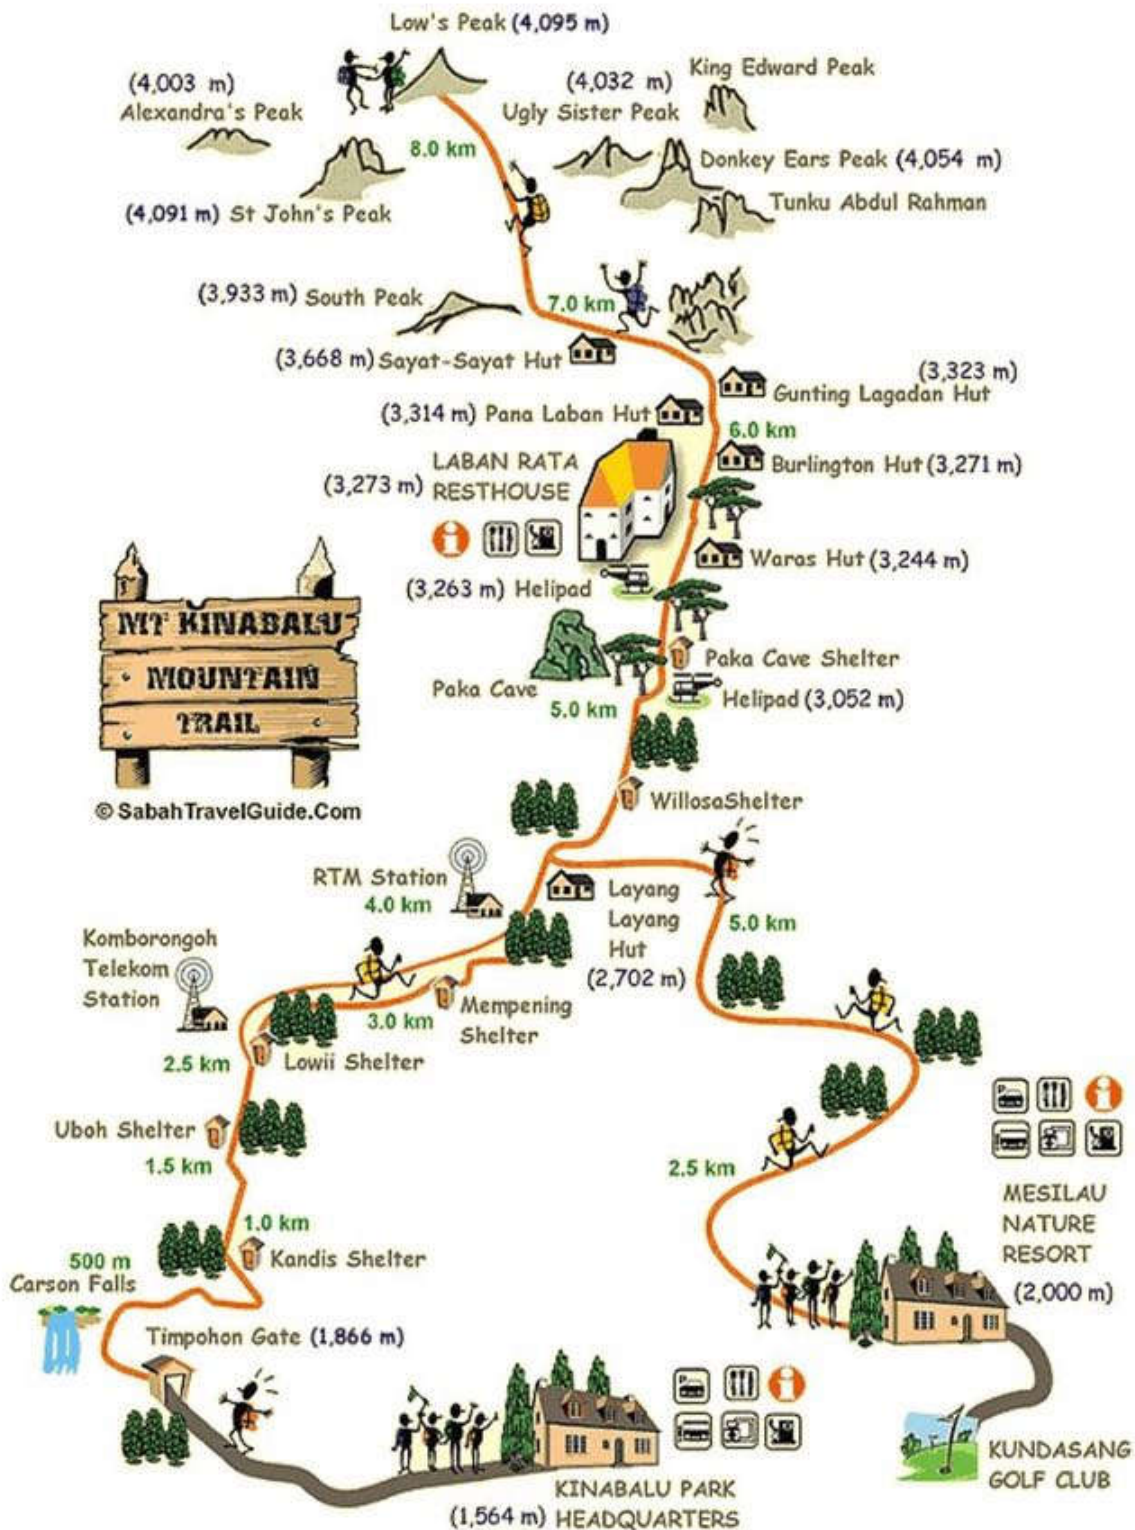 Low's Peak (4,095 m)
King Edward Peak
(4,003 m)
Alexandra's Peak
(4,032 m)
Ugly Sister Peak
8.0 km
Donkey Ears Peak (4,054 m)
(4,091 m) St John's Peak
Tunku Abdul Rahman
(3,933 m) South Peak
7.0 km
(3,668 m) Sayat-Sayat Hut
(3,323 m)
Gunting Lagadan Hut
(3,314 m) Pana Laban Hut
6.0 km
LABAN RATA
(3,273 m) RESTHOUSE
Burlington Hut (3,271 m)
Waras Hut (3,244 m)
(3,263 m) Helipad
MT KINABALU
MOUNTAIN
TRAIL
© SabahTravelGuide.Com
Paka Cave Shelter
Paka Cave
5.0 km
Helipad (3,052 m)
WillosaShelter
RTM Station
4.0 km
Layang
Layang
Hut
(2,702 m)
5.0 km
Komborongoh
Telekom
Station
3.0 km
Mempening
Shelter
2.5 km
Lowii Shelter
Uboh Shelter
1.5 km
2.5 km
MESILAU
NATURE
RESORT
(2,000 m)
1.0 km
Kandis Shelter
500 m
Carson Falls
Timpohon Gate (1,866 m)
P
P
KUNDASANG
GOLF CLUB
KINABALU PARK
(1,564 m) HEADQUARTERS